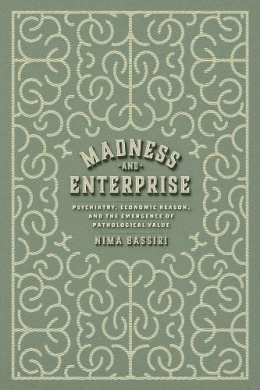 MADNESS
-AND-
ENTERPRISE
PSYCHIATRY, ECONOMIC REASON,
AND THE EMERGENCE OF
PATHOLOGICAL VALUE
NIMA BASSIRI